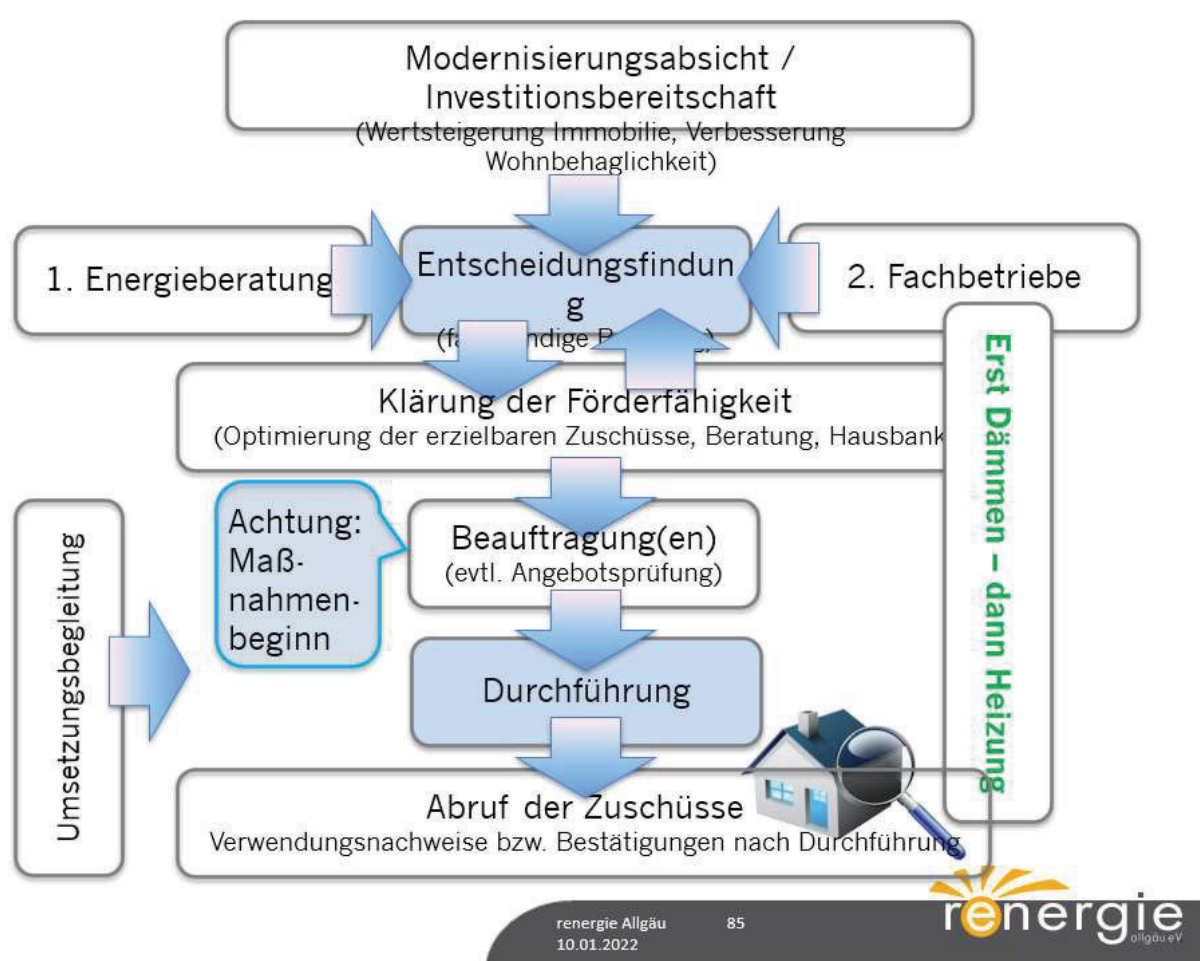 Modernisierungsabsicht /
Investitionsbereitschaft
(Wertsteigerung Immobilie, Verbesserung
Wohnbehaglichkeit)
1. Energieberatung
Entscheidungsfindun
g
2. Fachbetriebe
Klärung der Förderfähigkeit
(Optimierung der erzielbaren Zuschüsse, Beratung, Hausbank
Erst Dämmen – dann Heizung
Achtung:
Maß-
nahmen-
beginn
Beauftragung(en)
(evtl. Angebotsprüfung)
Umsetzungsbegleitung
Durchführung
Abruf der Zuschüsse
Verwendungsnachweise bzw. Bestätigungen nach Durchführung
renergie Allgäu 85
10.01.2022
renergie
allgäu eV